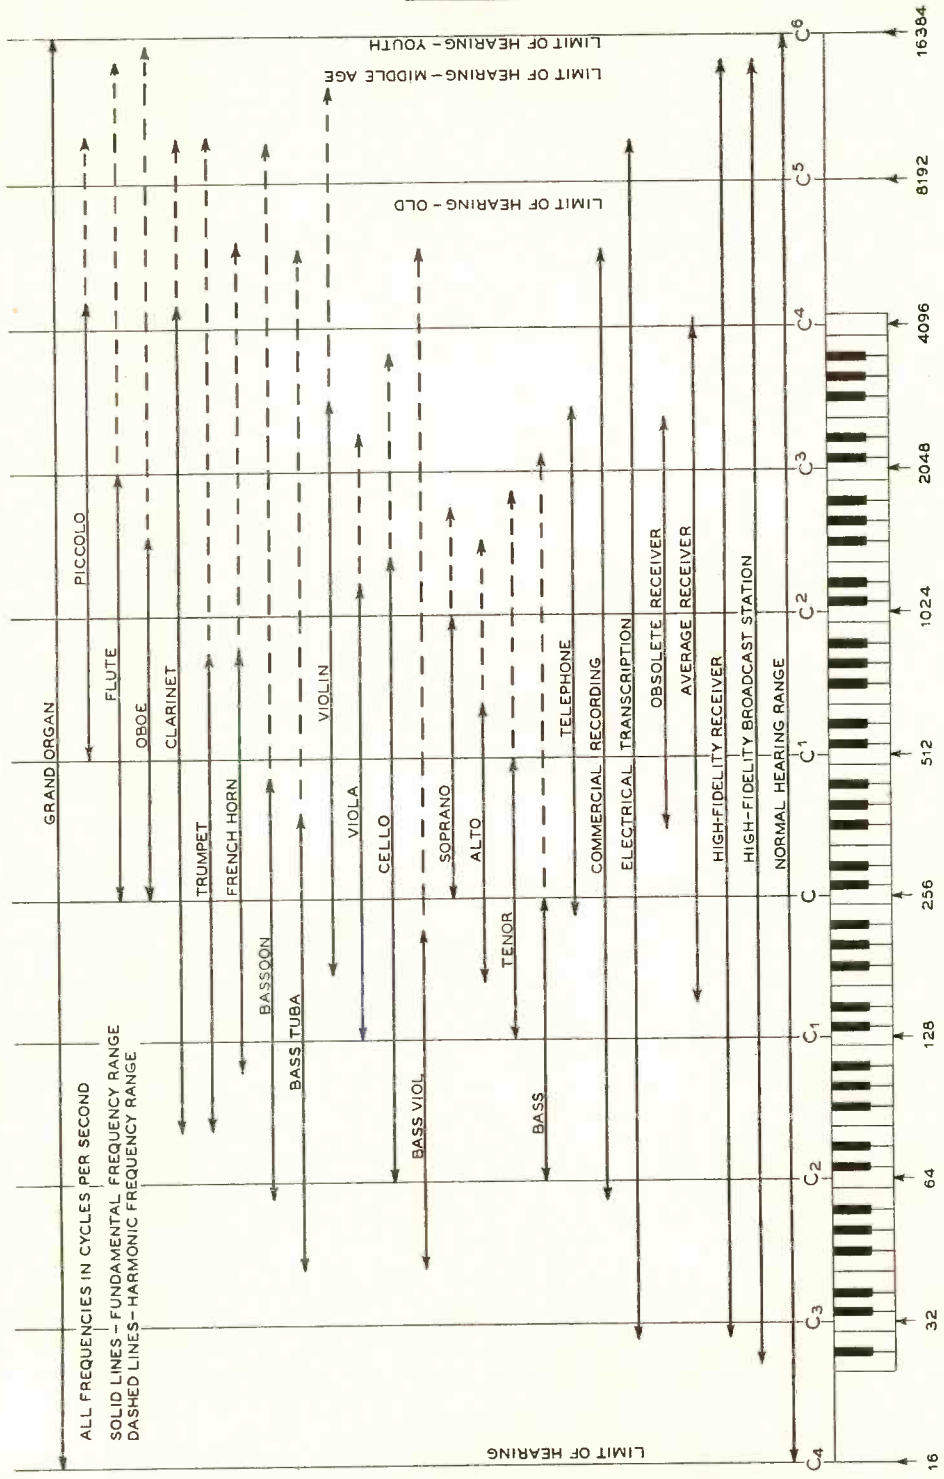 GRAND ORGAN
PICCOLO
FLUTE
OBOE
CLARINET
TRUMPET
FRENCH HORN
BASSOON
BASS TUBA
VIOLIN
VIOLA
CELLO
BASS VIOL
SOPRANO
ALTO
TENOR
BASS
TELEPHONE
COMMERCIAL RECORDING
ELECTRICAL TRANSCRIPTION
OBSOLETE RECEIVER
AVERAGE RECEIVER
HIGH-FIDELITY RECEIVER
HIGH-FIDELITY BROADCAST STATION
NORMAL HEARING RANGE
ALL FREQUENCIES IN CYCLES PER SECOND
SOLID LINES – FUNDAMENTAL FREQUENCY RANGE
DASHED LINES – HARMONIC FREQUENCY RANGE
LIMIT OF HEARING
LIMIT OF HEARING – OLD
LIMIT OF HEARING – MIDDLE AGE
LIMIT OF HEARING – YOUTH
C4 C3 C2 C1 C C1 C2 C3 C4 C5 C6
16 32 64 128 256 512 1024 2048 4096 8192 16384